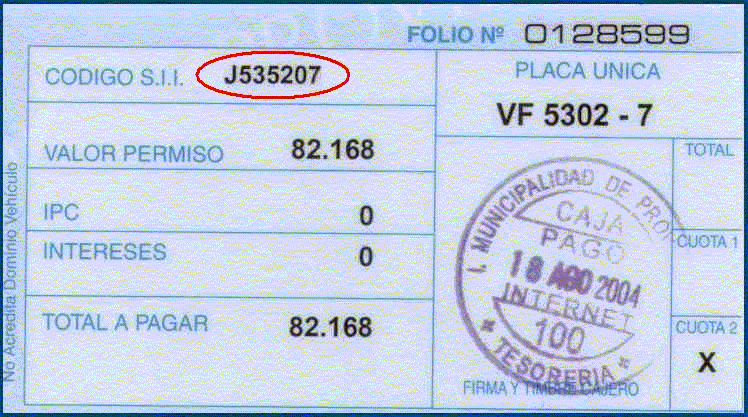 FOLIO Nº 0128599
CODIGO S.I.I. J535207
PLACA UNICA
VF 5302 - 7
VALOR PERMISO 82.168
TOTAL
IPC 0
CUOTA 1
INTERESES 0
TOTAL A PAGAR 82.168
CUOTA 2
X
I. MUNICIPALIDAD DE
CAJA
PAGO
18 AGO 2004
INTERNET
100
* TESORERIA *
FIRMA Y TIMBRE CAJERO
No Acredita Dominio Vehículo